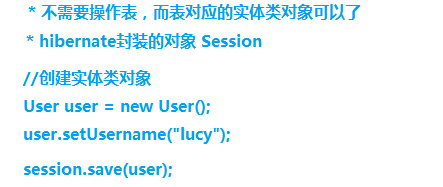 * 不需要操作表，而表对应的实体类对象可以了
* hibernate封装的对象 Session
//创建实体类对象
User user = new User();
user.setUsername("lucy");
session.save(user);